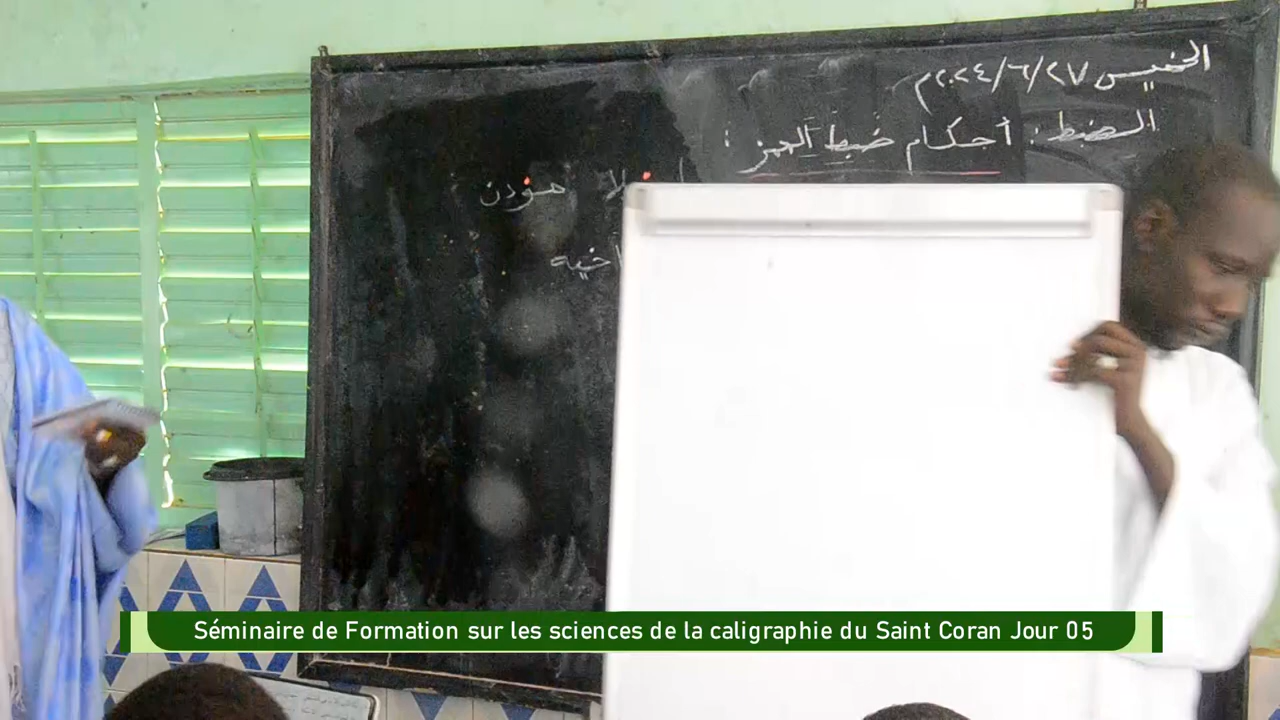 الخميس ٢٠٢٤/٦/٢٧م
الضبط: أحكام ضبط الهمز:
مؤذن
Séminaire de Formation sur les sciences de la caligraphie du Saint Coran Jour 05